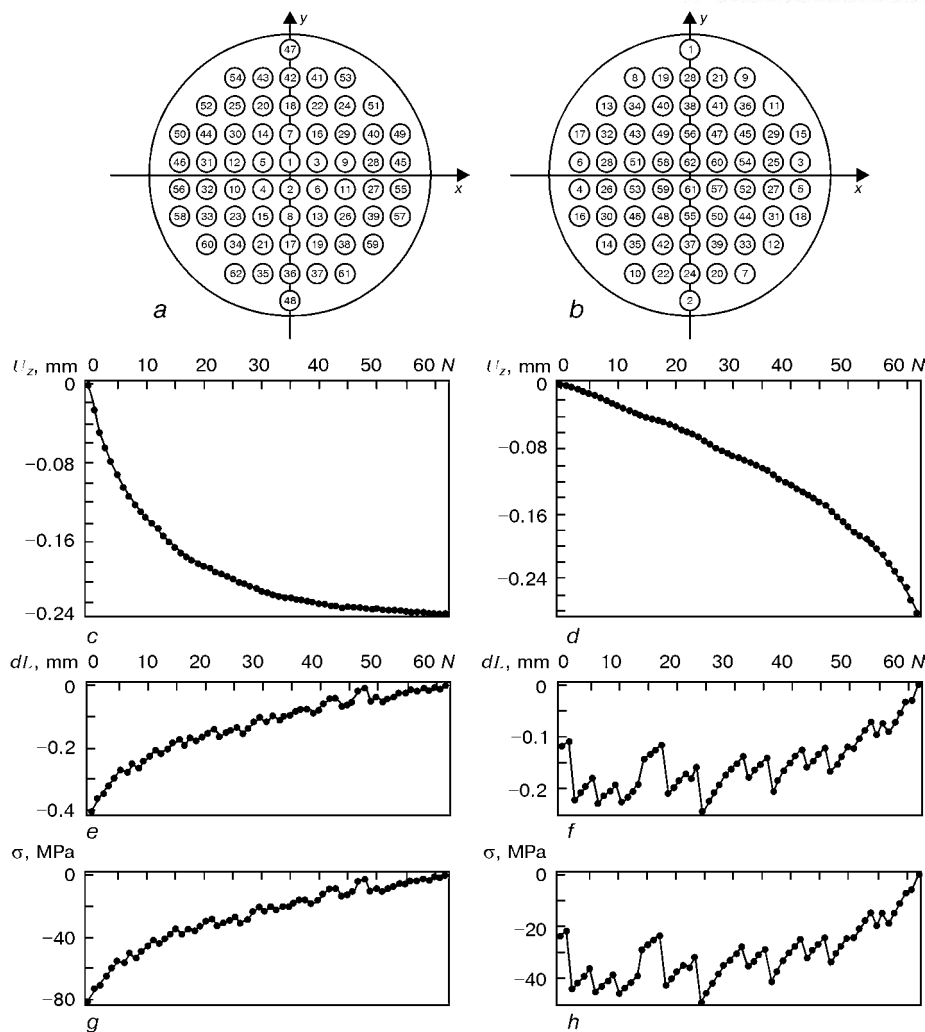 y y
47 1
54 43 42 41 53 8 19 28 21 9
52 25 20 18 22 24 51 13 34 40 38 41 36 11
50 44 30 14 7 16 29 40 49 17 32 43 49 56 47 45 29 15
46 31 12 5 1 3 9 28 45 6 28 51 58 62 60 54 25 3
x x
56 32 10 4 2 6 11 27 55 4 26 53 59 61 57 52 27 5
58 33 23 15 8 13 26 39 57 16 30 46 48 55 50 44 31 18
60 34 21 17 19 38 59 14 35 42 37 39 33 12
62 35 36 37 61 10 22 24 20 7
48 2
a b
U_z, mm 10 20 30 40 50 60 N U_z, mm 10 20 30 40 50 60 N
0 0
−0.08 −0.08
−0.16 −0.16
−0.24 −0.24
c d
dL, mm 0 10 20 30 40 50 60 N dL, mm 0 10 20 30 40 50 60 N
0 0
−0.2 −0.1
−0.4 −0.2
e f
σ, MPa σ, MPa
0 0
−40 −20
−80 −40
g h